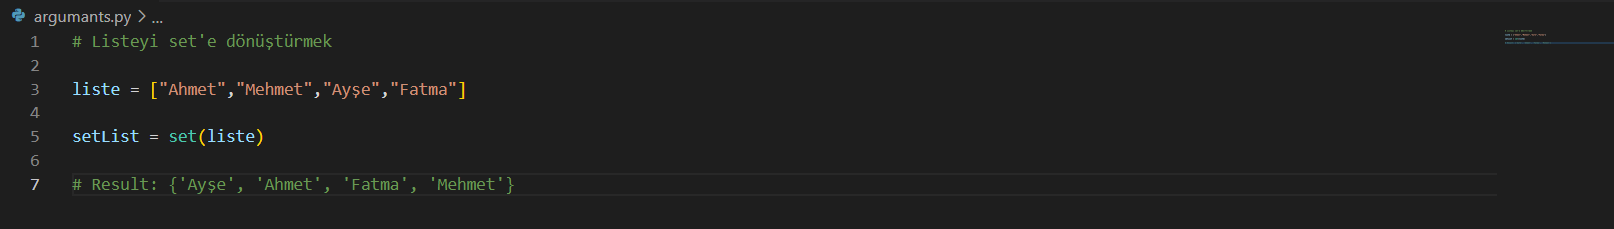 argumants.py > ...
1 # Listeyi set'e dönüştürmek
2
3 liste = ["Ahmet","Mehmet","Ayşe","Fatma"]
4
5 setList = set(liste)
6
7 # Result: {'Ayşe', 'Ahmet', 'Fatma', 'Mehmet'}